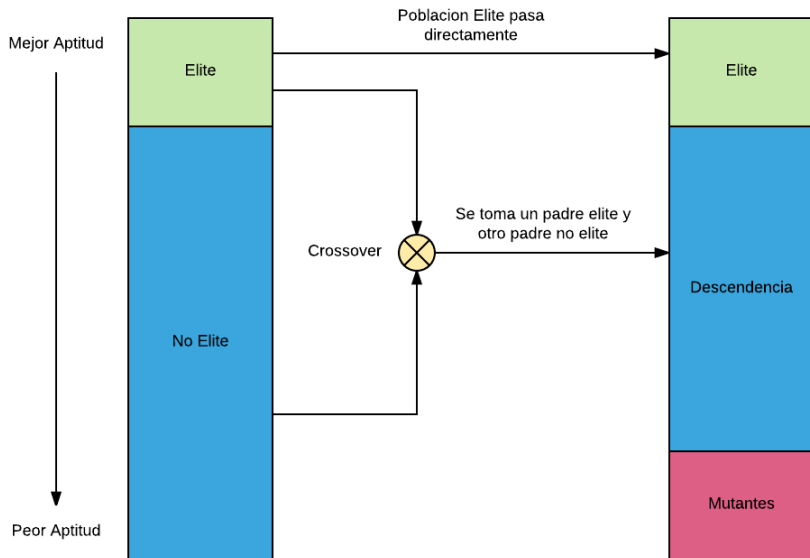 Poblacion Elite pasa
directamente
Mejor Aptitud
Elite
Elite
Se toma un padre elite y
otro padre no elite
Crossover
Descendencia
No Elite
Mutantes
Peor Aptitud